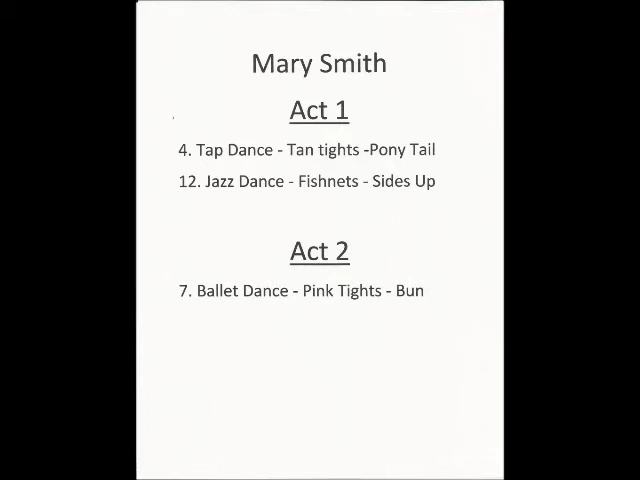 Mary Smith
Act 1
4. Tap Dance - Tan tights -Pony Tail
12. Jazz Dance - Fishnets - Sides Up
Act 2
7. Ballet Dance - Pink Tights - Bun